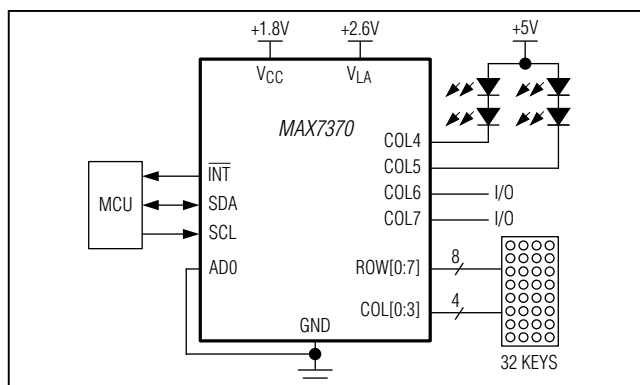 +1.8V +2.6V +5V
VCC VLA
MAX7370
COL4
COL5
INT
COL6 I/O
MCU SDA
COL7 I/O
SCL
AD0 ROW[0:7] 8
COL[0:3] 4
GND
32 KEYS